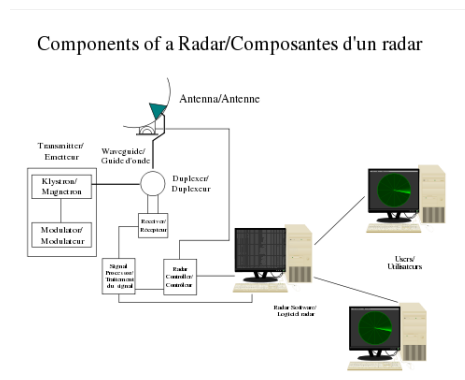 Components of a Radar/Composantes d'un radar
Antenna/Antenne
Transmitter/
Emetteur
Waveguide/
Guide d'onde
Klystron/
Magnetron
Duplexer/
Duplexeur
Modulator/
Modulateur
Receiver/
Récepteur
Signal
Processor/
Traitement
du signal
Radar
Controller/
Contrôleur
Users/
Utilisateurs
Radar Software/
Logiciel radar